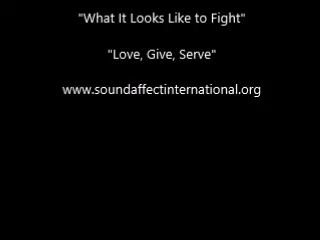 "What It Looks Like to Fight"
"Love, Give, Serve"
www.soundaffectinternational.org